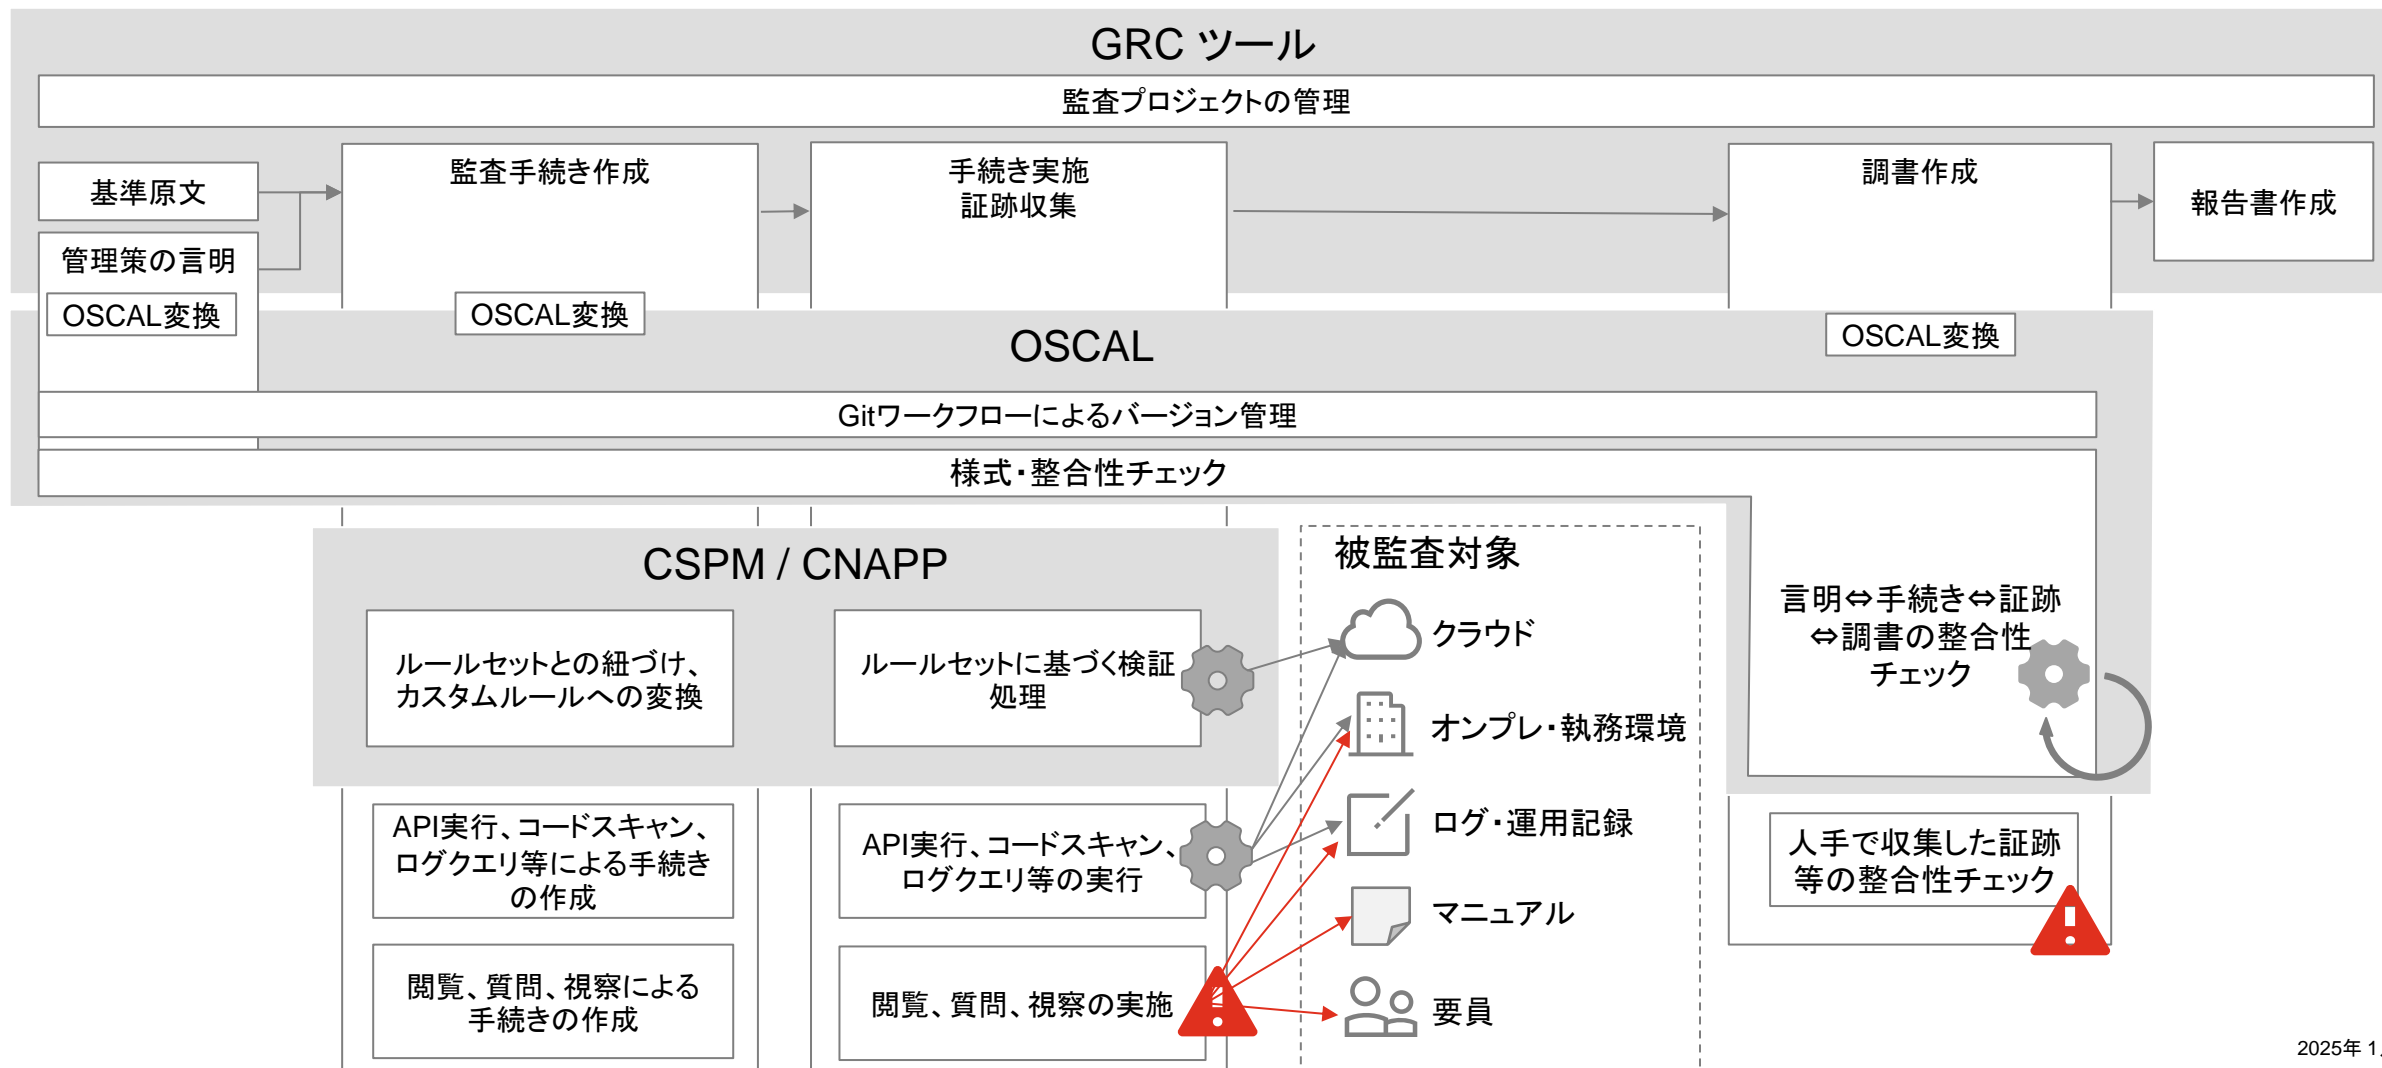 GRC ツール
監査プロジェクトの管理
基準原文
管理策の言明
OSCAL変換
監査手続き作成
OSCAL変換
手続き実施
証跡収集
調書作成
OSCAL変換
報告書作成
OSCAL
Gitワークフローによるバージョン管理
様式・整合性チェック
CSPM / CNAPP
ルールセットとの紐づけ、
カスタムルールへの変換
ルールセットに基づく検証
処理
API実行、コードスキャン、
ログクエリ等による手続き
の作成
API実行、コードスキャン、
ログクエリ等の実行
閲覧、質問、視察による
手続きの作成
閲覧、質問、視察の実施
被監査対象
クラウド
オンプレ・執務環境
ログ・運用記録
マニュアル
要員
言明⇔手続き⇔証跡
⇔調書の整合性
チェック
人手で収集した証跡
等の整合性チェック
2025年 1